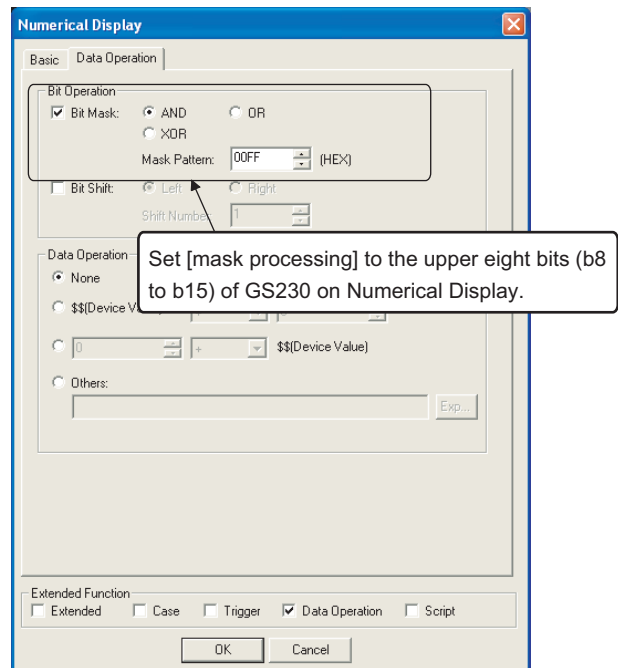 Numerical Display
Basic Data Operation
Bit Operation
Bit Mask: AND OR
XOR
Mask Pattern: 00FF (HEX)
Bit Shift: Left Right
Shift Number: 1
Set [mask processing] to the upper eight bits (b8
to b15) of GS230 on Numerical Display.
Data Operation
None
$$(Device
0 + $$(Device Value)
Others:
Exp...
Extended Function
Extended Case Trigger Data Operation Script
OK Cancel